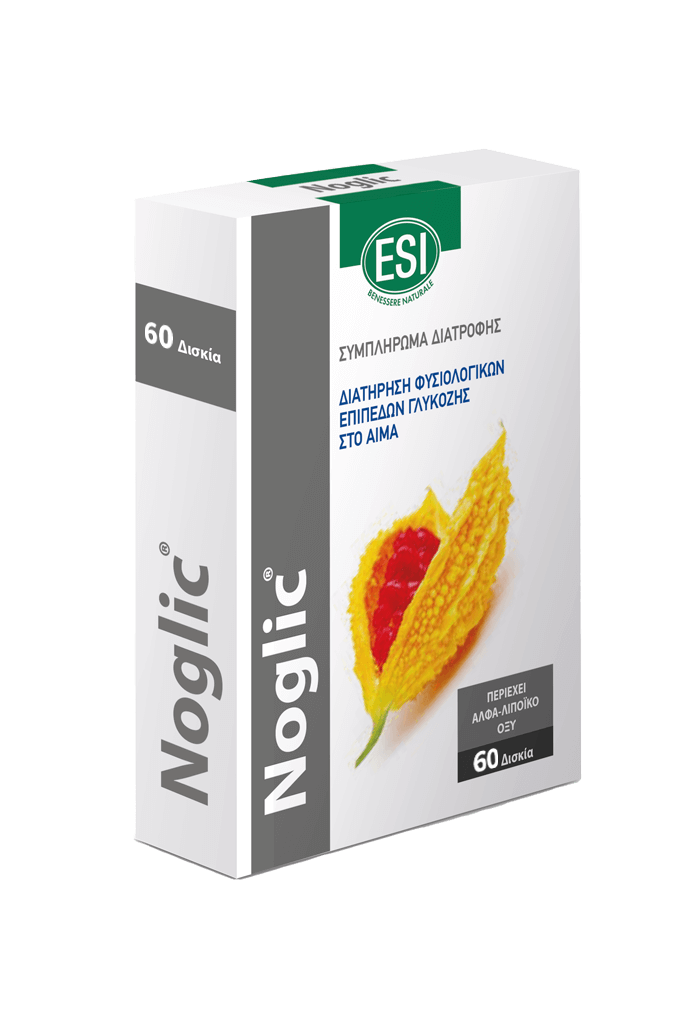 Noglic
ESI
BENESSERE NATURALE
ΣΥΜΠΛΗΡΩΜΑ ΔΙΑΤΡΟΦΗΣ
ΔΙΑΤΗΡΗΣΗ ΦΥΣΙΟΛΟΓΙΚΩΝ
ΕΠΙΠΕΔΩΝ ΓΛΥΚΟΖΗΣ
ΣΤΟ ΑΙΜΑ
60 Δισκία
Noglic®
Noglic®
ΠΕΡΙΕΧΕΙ
ΑΛΦΑ-ΛΙΠΟΪΚΟ
ΟΞΥ
60 Δισκία